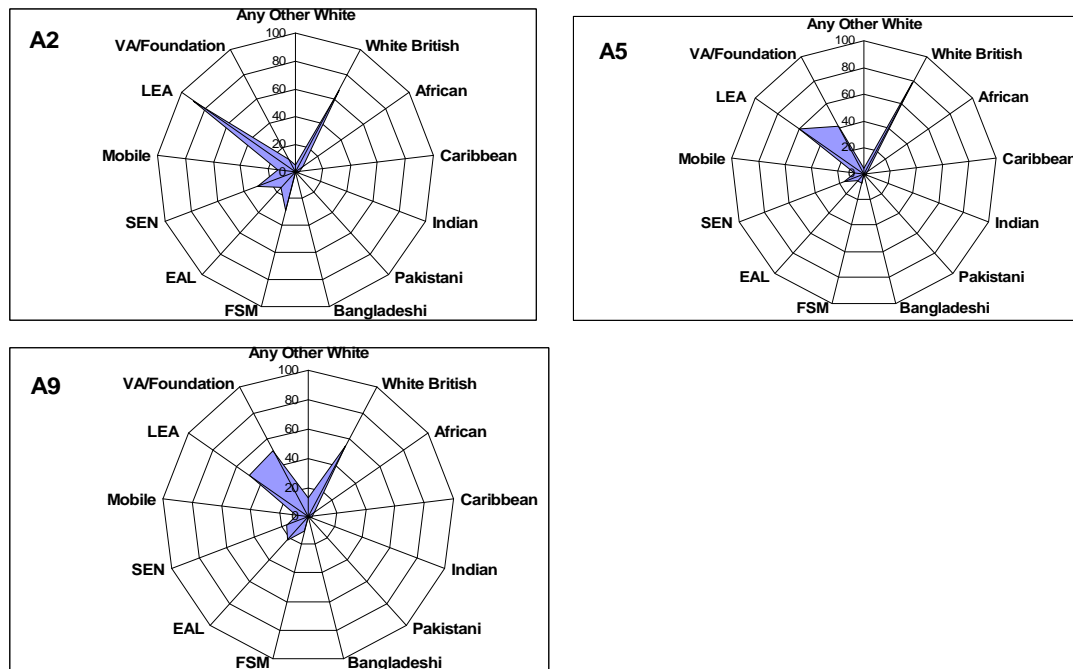 A2
Any Other White
White British
African
Caribbean
Indian
Pakistani
Bangladeshi
FSM
EAL
SEN
Mobile
LEA
VA/Foundation
100
80
60
40
20
0
A5
Any Other White
White British
African
Caribbean
Indian
Pakistani
Bangladeshi
FSM
EAL
SEN
Mobile
LEA
VA/Foundation
100
80
60
40
20
0
A9
Any Other White
White British
African
Caribbean
Indian
Pakistani
Bangladeshi
FSM
EAL
SEN
Mobile
LEA
VA/Foundation
100
80
60
40
20
0